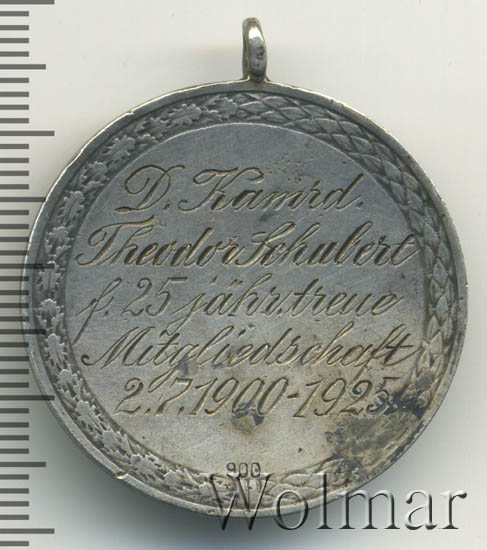 D. Kamrd.
Theodor Schubert
f. 25 jähr. treue
Mitgliedschaft
2.7.1900-1925.
900
Wolmar